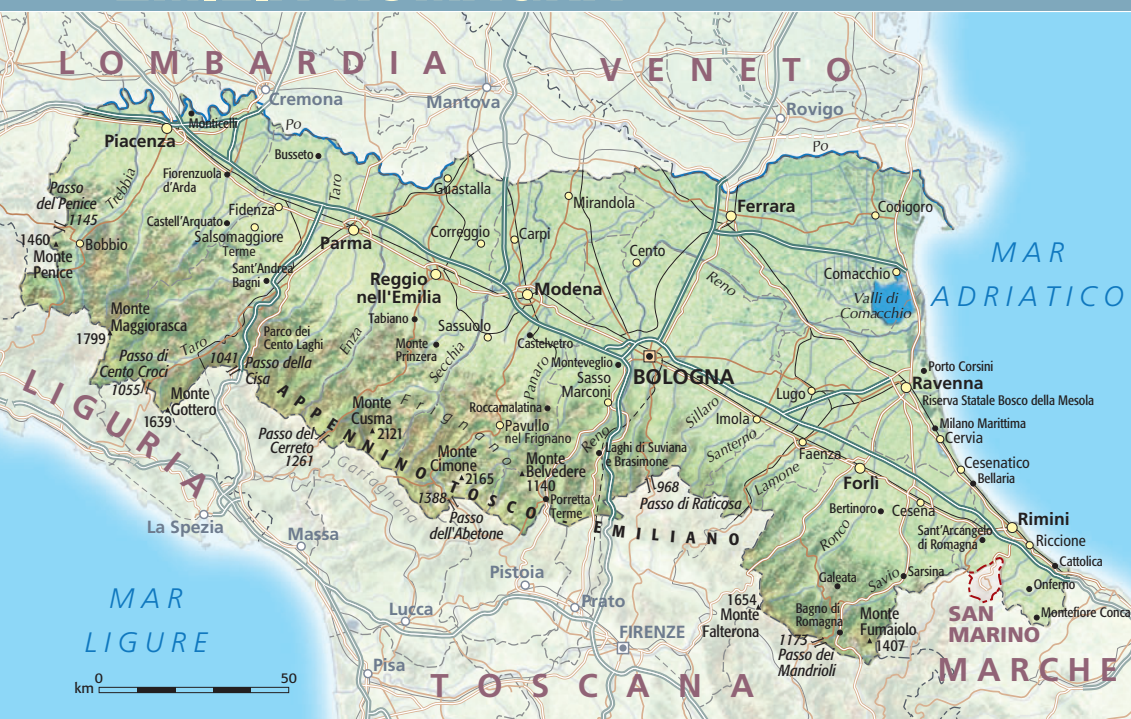 LOMBARDIA
VENETO
Cremona
Mantova
Rovigo
Monticelli
Piacenza
Po
Po
Busseto
Trebbia
Fiorenzuola
d'Arda
Taro
Guastalla
Mirandola
Ferrara
Codigoro
Passo
del Penice
1145
Castell'Arquato
Fidenza
Salsomaggiore
Terme
Parma
Correggio
Carpi
Cento
1460
Monte
Penice
Bobbio
Sant'Andrea
Bagni
Reggio
nell'Emilia
Modena
Reno
Comacchio
Valli di
Comacchio
MAR
ADRIATICO
Monte
Maggiorasca
1799
Tabiano
Sassuolo
Parco dei
Cento Laghi
Enza
Monte
Prinzera
Secchia
Castelvetro
Panaro
Monteveglio
Sasso
Marconi
BOLOGNA
Taro
1041
Passo della
Cisa
Passo di
Cento Croci
1055
Porto Corsini
Ravenna
Riserva Statale Bosco della Mesola
LIGURIA
Monte
Gottero
1639
APPENNINO TOSCO EMILIANO
Monte
Cusma
2121
Frignano
Roccamalatina
Pavullo
nel Frignano
Lugo
Imola
Sillaro
Santerno
Milano Marittima
Cervia
Passo del
Cerreto
1261
Garfagnana
Monte
Cimone
2165
Monte
Belvedere
1140
Reno
Laghi di Suviana
e Brasimone
Faenza
Lamone
Forlì
Cesenatico
Bellaria
1388
Passo
dell'Abetone
Porretta
Terme
968
Passo di Raticosa
Bertinoro
Cesena
Ronco
Sant'Arcangelo
di Romagna
Rimini
Riccione
Cattolica
La Spezia
Massa
Pistoia
Prato
Lucca
FIRENZE
Pisa
Galeata
Savio
Sarsina
Onferno
Montefiore Conca
1654
Monte
Falterona
Bagno di
Romagna
Monte
Fumaiolo
1407
1173
Passo dei
Mandrioli
SAN
MARINO
MARCHE
MAR
LIGURE
TOSCANA
km
0
50